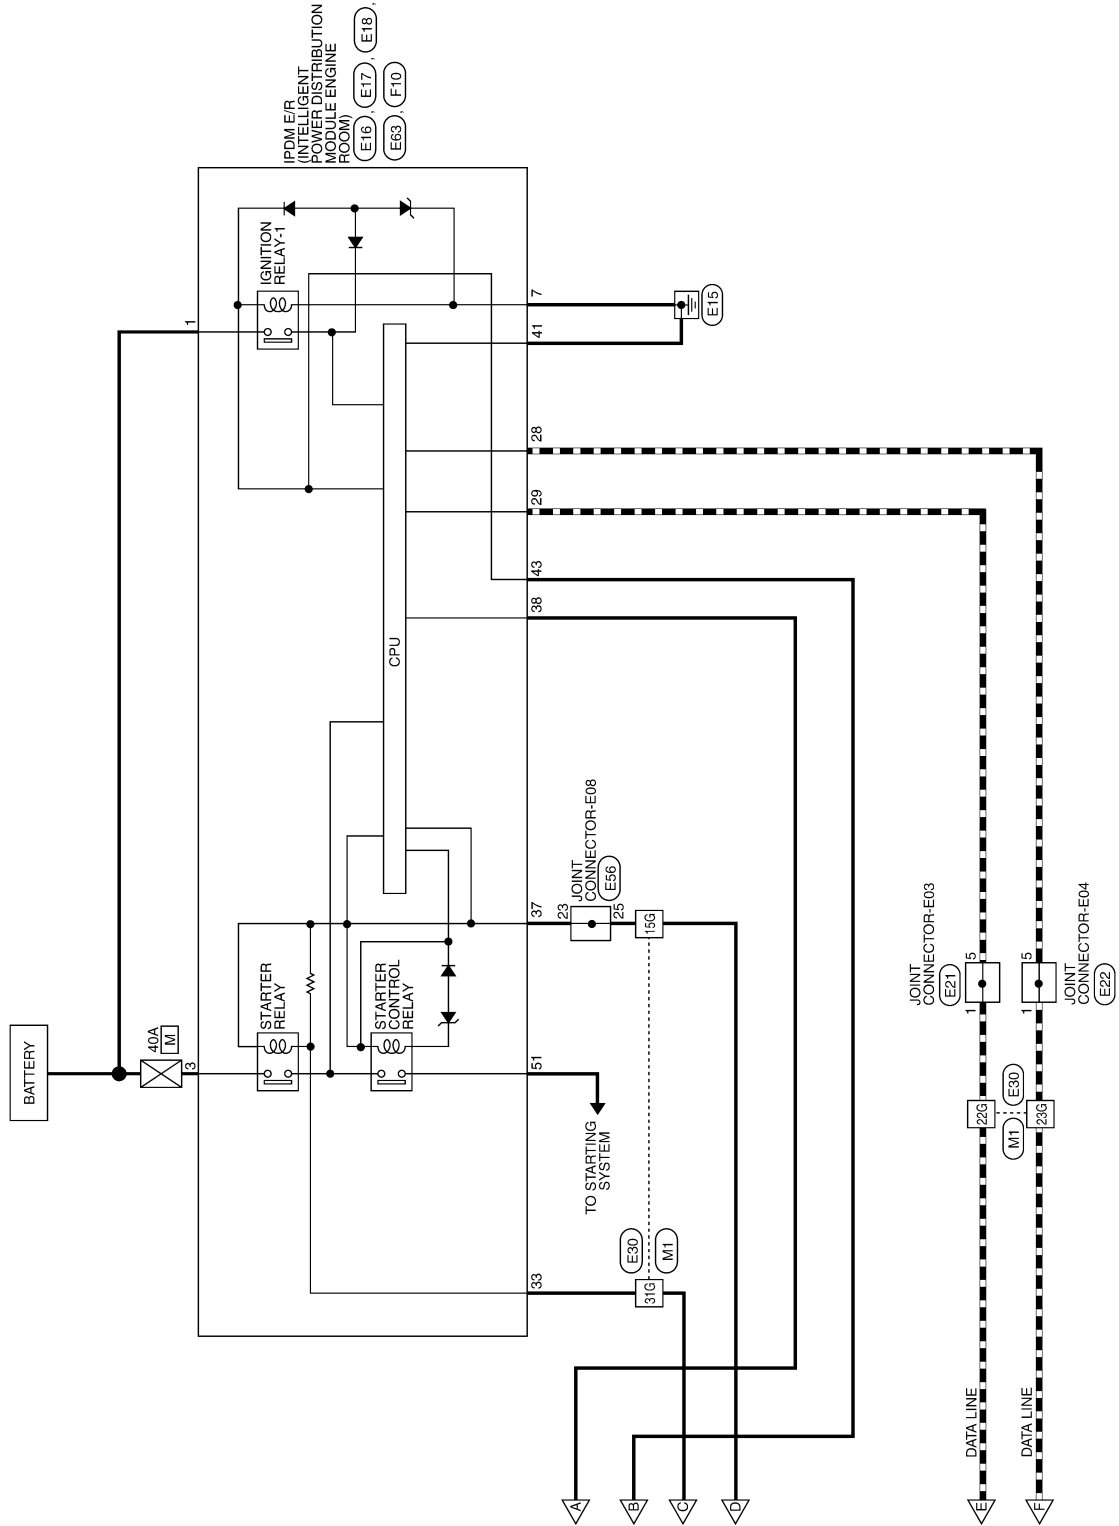 BATTERY
40A
M
3
1
IPDM E/R
(INTELLIGENT
POWER DISTRIBUTION
MODULE ENGINE
ROOM)
E16 , E17 , E18 ,
E63 , F10
STARTER
RELAY
STARTER
CONTROL
RELAY
IGNITION
RELAY-1
CPU
33
51
37
38
43
29
28
41
7
TO STARTING
SYSTEM
23
JOINT
CONNECTOR-E08
E56
25
15G
E15
31G
E30
M1
JOINT
CONNECTOR-E03
E21
1
5
1
5
JOINT
CONNECTOR-E04
E22
22G
23G
M1
E30
DATA LINE
DATA LINE
A
B
C
D
E
F